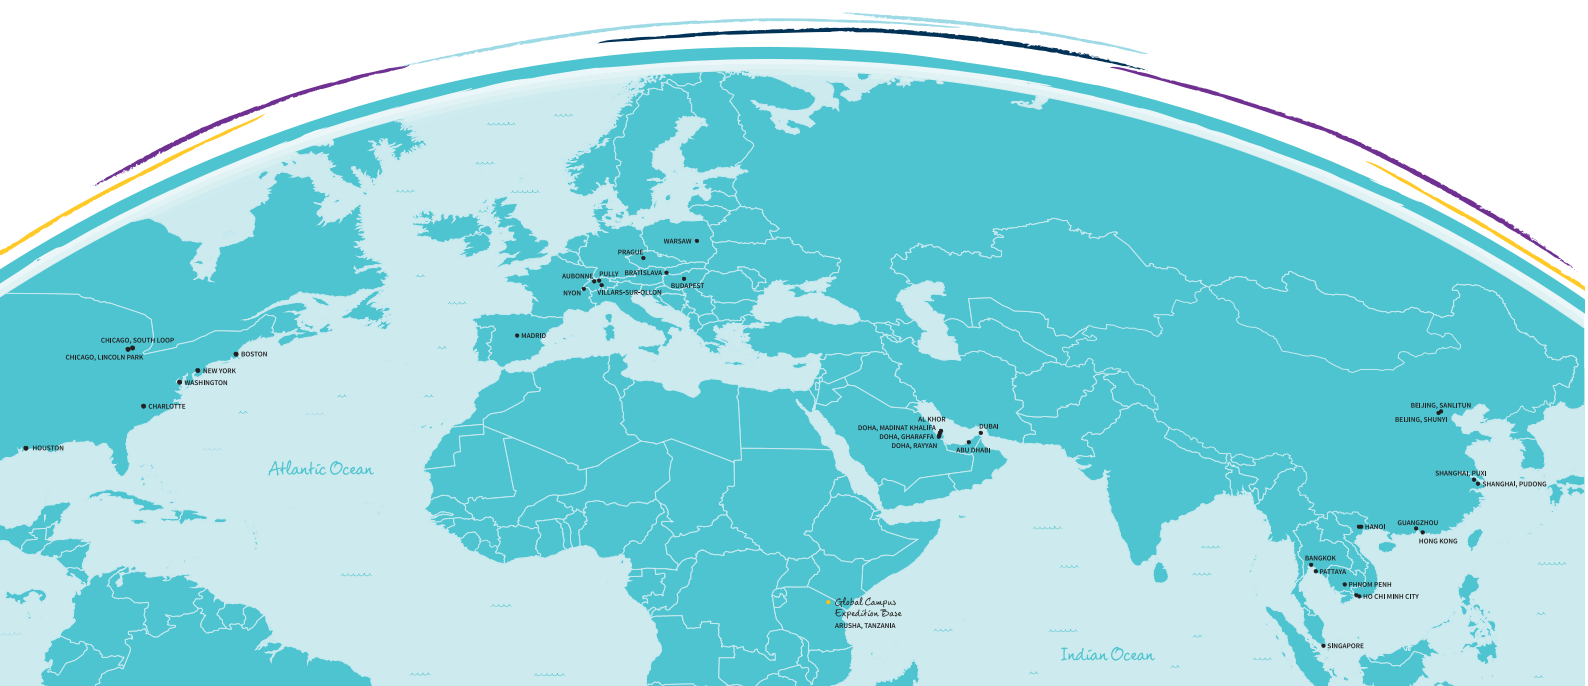 WARSAW
PRAGUE
AUBONNE
PULLY
BRATISLAVA
BUDAPEST
NYON
VILLARS-SUR-OLLON
MADRID
CHICAGO, SOUTH LOOP
CHICAGO, LINCOLN PARK
BOSTON
NEW YORK
WASHINGTON
CHARLOTTE
HOUSTON
Atlantic Ocean
AL KHOR
DOHA, MADINAT KHALIFA
DOHA, GHARAFFA
DOHA, RAYYAN
DUBAI
ABU DHABI
BEIJING, SANLITUN
BEIJING, SHUNYI
SHANGHAI, PUXI
SHANGHAI, PUDONG
HANOI
GUANGZHOU
HONG KONG
BANGKOK
PATTAYA
PHNOM PENH
HO CHI MINH CITY
Global Campus
Expedition Base
ARUSHA, TANZANIA
Indian Ocean
SINGAPORE